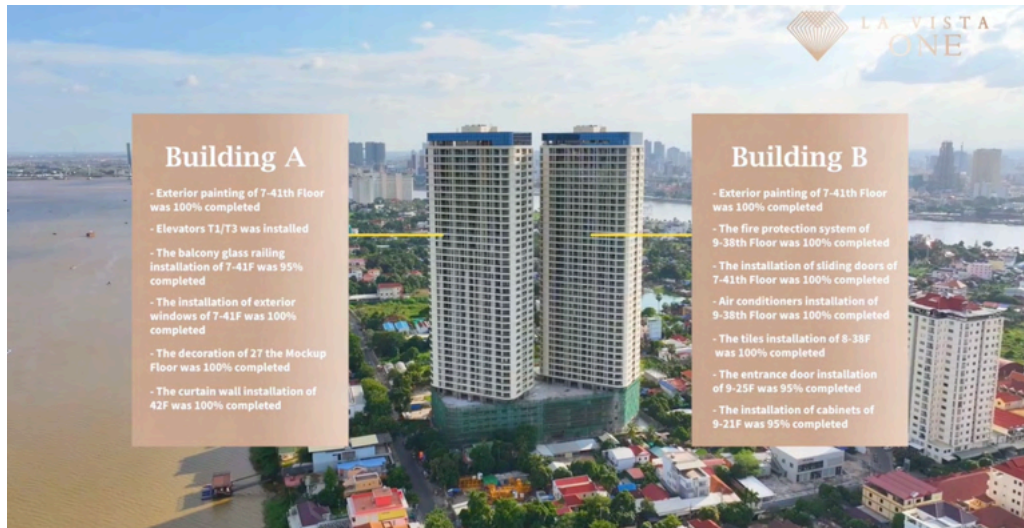 LA VISTA
ONE
Building A
- Exterior painting of 7-41th Floor
was 100% completed
- Elevators T1/T3 was installed
- The balcony glass railing
installation of 7-41F was 95%
completed
- The installation of exterior
windows of 7-41F was 100%
completed
- The decoration of 27 the Mockup
Floor was 100% completed
- The curtain wall installation of
42F was 100% completed
Building B
- Exterior painting of 7-41th Floor
was 100% completed
- The fire protection system of
9-38th Floor was 100% completed
- The installation of sliding doors of
7-41th Floor was 100% completed
- Air conditioners installation of
9-38th Floor was 100% completed
- The tiles installation of 8-38F
was 100% completed
- The entrance door installation
of 9-25F was 95% completed
- The installation of cabinets of
9-21F was 95% completed